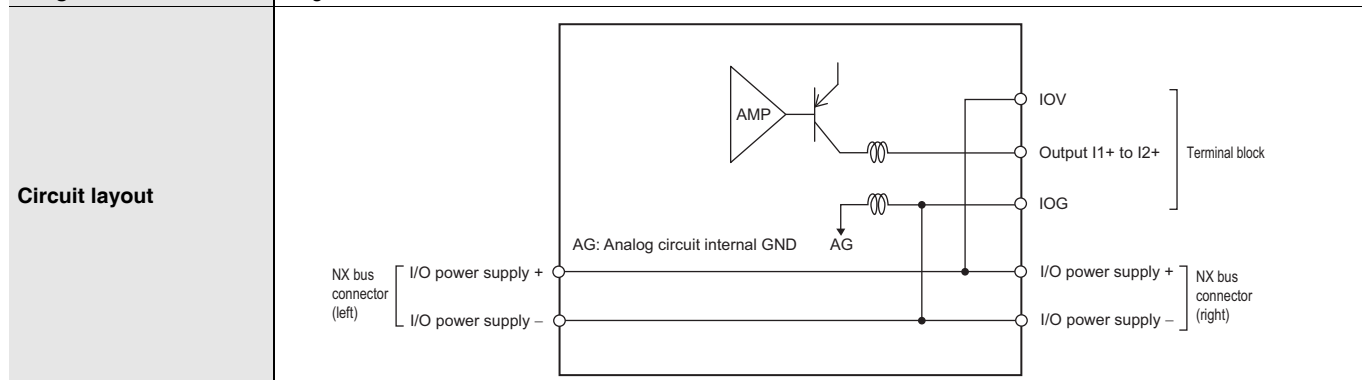 Circuit layout
AMP
IOV
Output I1+ to I2+
Terminal block
IOG
AG: Analog circuit internal GND
AG
NX bus
connector
(left)
I/O power supply +
I/O power supply –
I/O power supply +
I/O power supply –
NX bus
connector
(right)